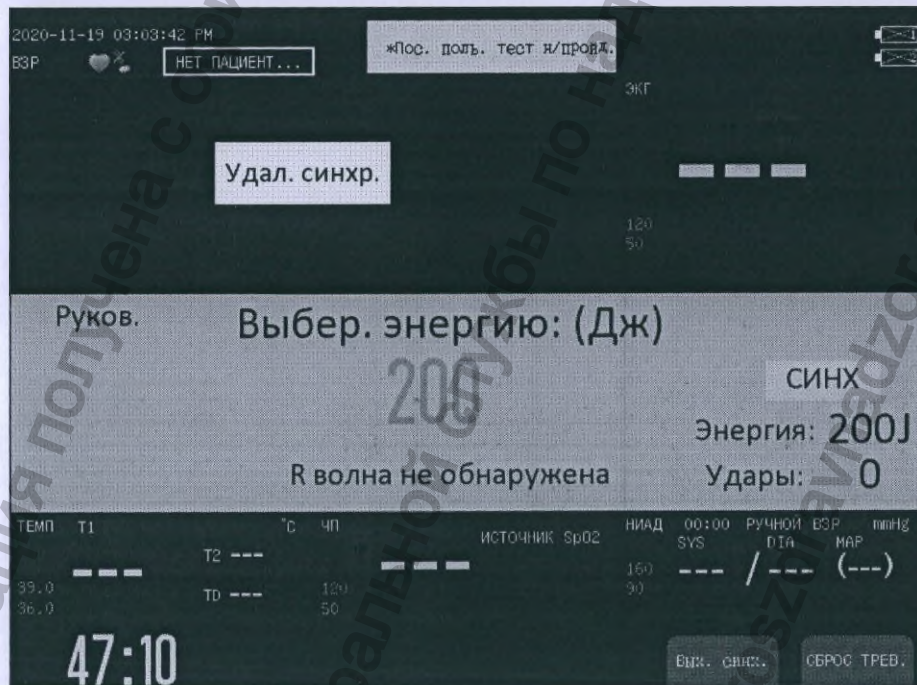 2020-11-19 03:03:42 PM
*Пос. поль. тест н/пройд.
ВЗР
НЕТ ПАЦИЕНТ...
ЭКГ
Удал. синхр.
---
120
50
Руков.
Выбер. энергию: (Дж)
200
СИНХ
Энергия: 200J
R волна не обнаружена
Удары: 0
ТЕМП T1 °C
T2 ---
---
TD ---
39.0
36.0
ЧП
ИСТОЧНИК SpO2
---
120
50
НИАД 00:00 РУЧНОЙ ВЗР mmHg
SYS DIA MAP
160
90
--- /--- (---)
47:10
Вых. синх.
СБРОС ТРЕВ.